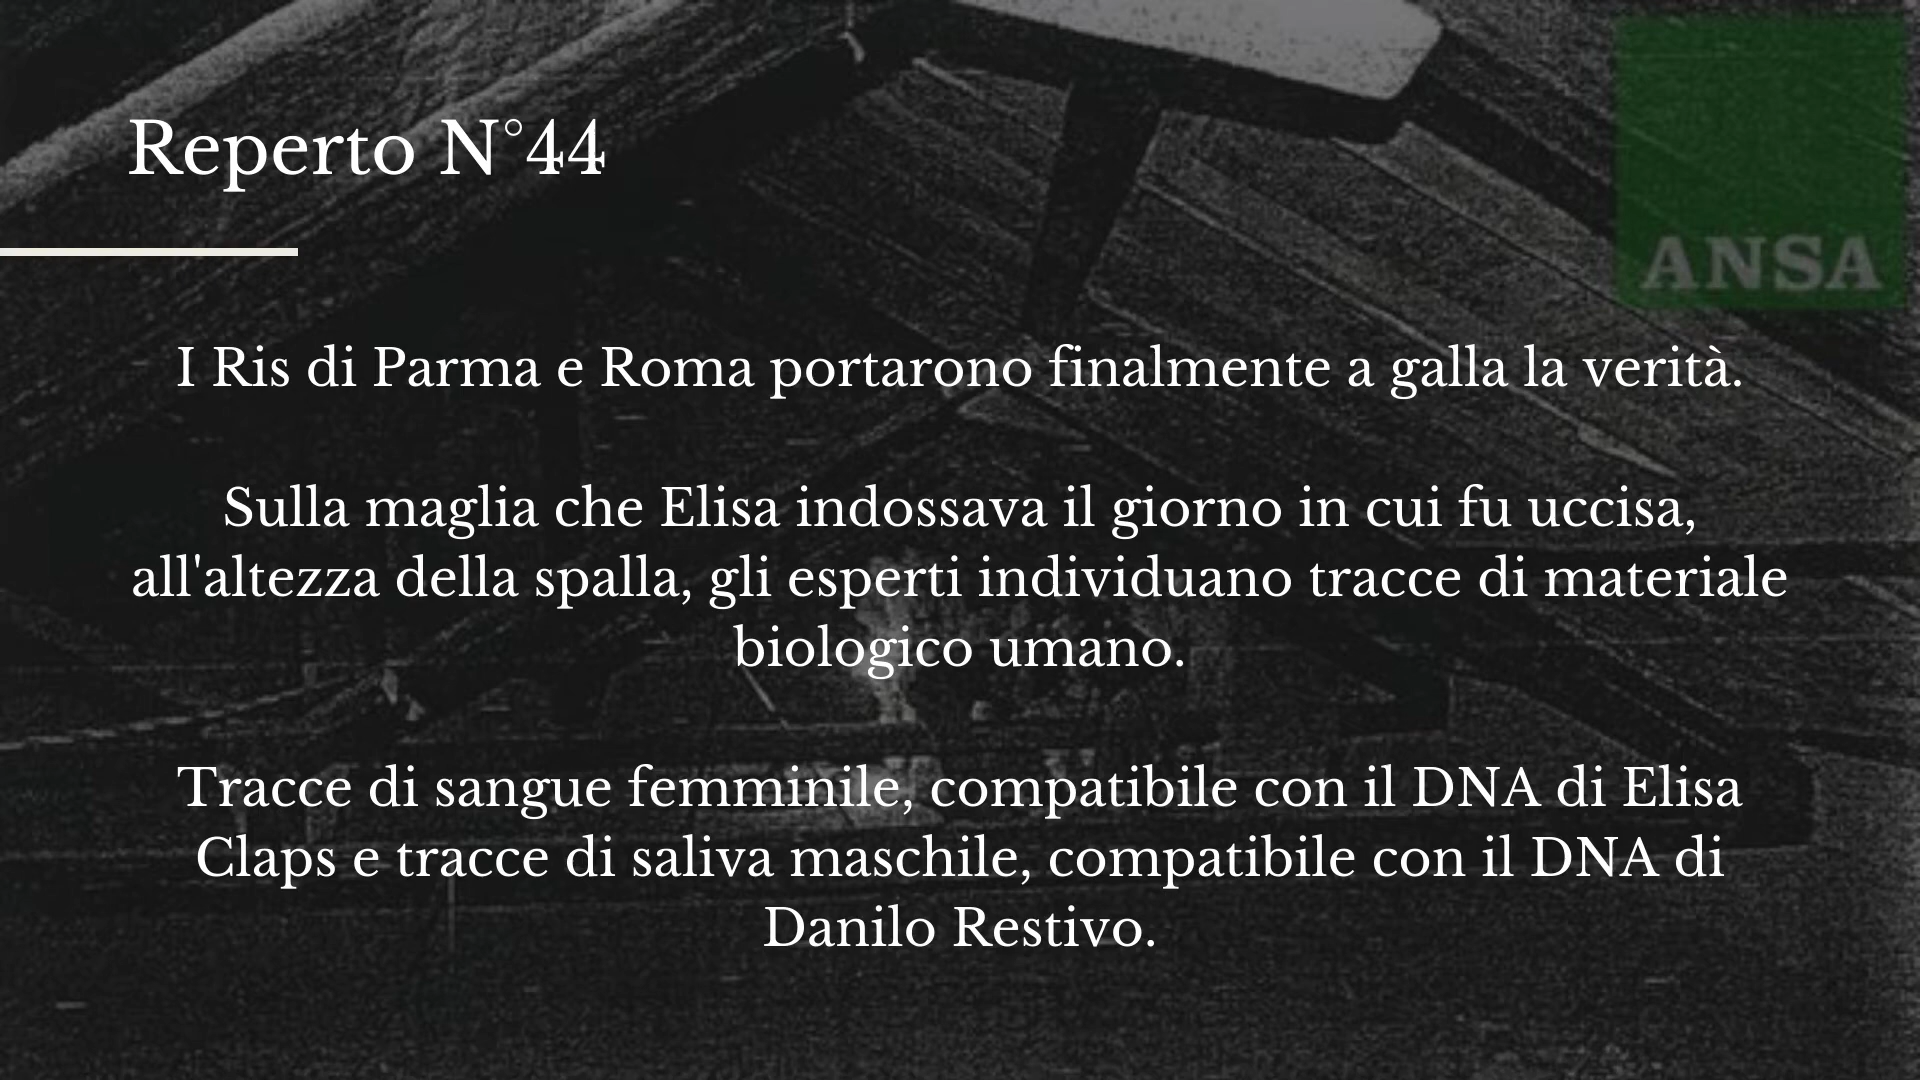 Reperto N°44
ANSA
I Ris di Parma e Roma portarono finalmente a galla la verità.
Sulla maglia che Elisa indossava il giorno in cui fu uccisa,
all'altezza della spalla, gli esperti individuano tracce di materiale
biologico umano.
Tracce di sangue femminile, compatibile con il DNA di Elisa
Claps e tracce di saliva maschile, compatibile con il DNA di
Danilo Restivo.